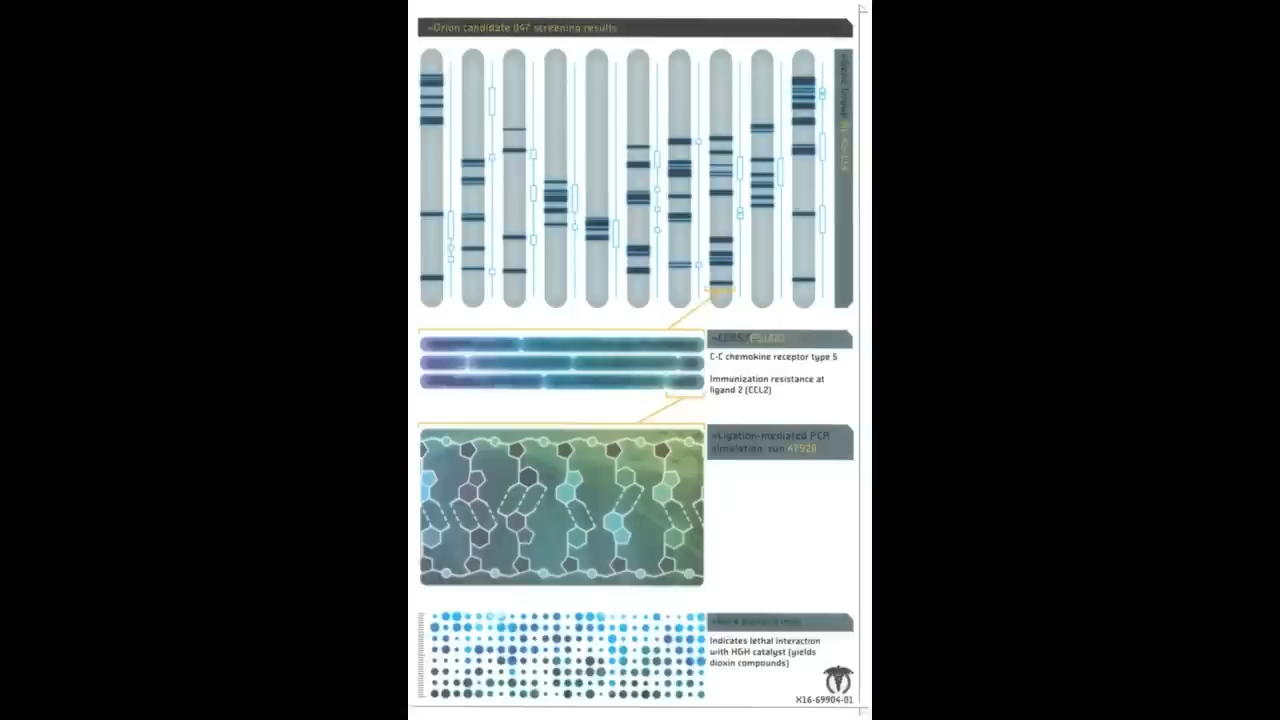 >Orion candidate 047 screening results
C-C chemokine receptor type 5
Immunization resistance at
ligand 2 (CCL2)
>Ligation-mediated PCR
simulation run 47928
Indicates lethal interaction
with HGH catalyst (yields
dioxin compounds)
X16-69904-01